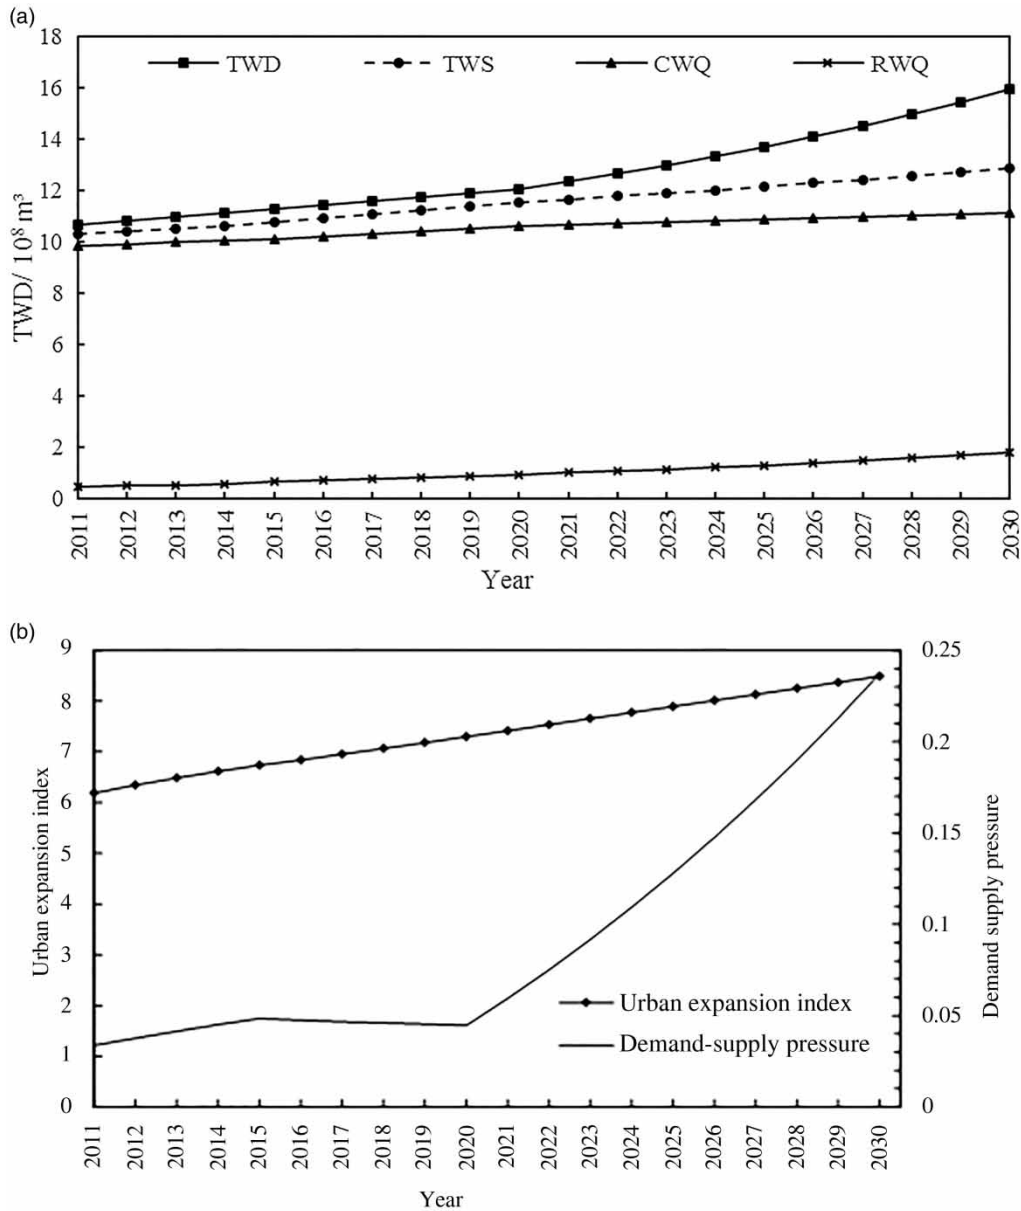 (a)
18
16
14
12
10
8
6
4
2
0
TWD/ 10⁸ m³
TWD TWS CWQ RWQ
2011 2012 2013 2014 2015 2016 2017 2018 2019 2020 2021 2022 2023 2024 2025 2026 2027 2028 2029 2030
Year
(b)
9
8
7
6
5
4
3
2
1
0
Urban expansion index
0.25
0.2
0.15
0.1
0.05
0
Demand supply pressure
Urban expansion index
Demand-supply pressure
2011 2012 2013 2014 2015 2016 2017 2018 2019 2020 2021 2022 2023 2024 2025 2026 2027 2028 2029 2030
Year